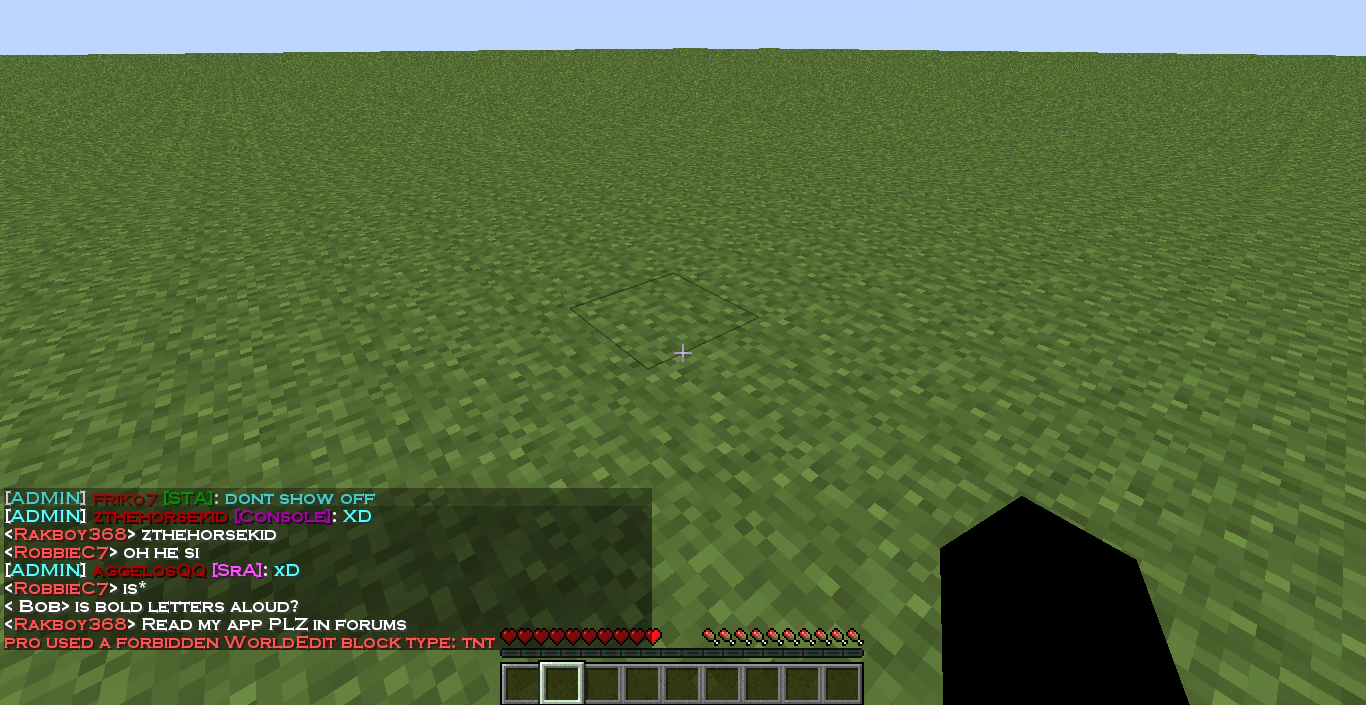 [ADMIN] friko7 [STA]: dont show off
[ADMIN] zthehorsekid [Console]: XD
<Rakboy368> zthehorsekid
<RobbieC7> oh he si
[ADMIN] aggelosQQ [SrA]: xD
<RobbieC7> is*
< Bob> is bold letters aloud?
<Rakboy368> Read my app PLZ in forums
pro used a forbidden WorldEdit block type: tnt